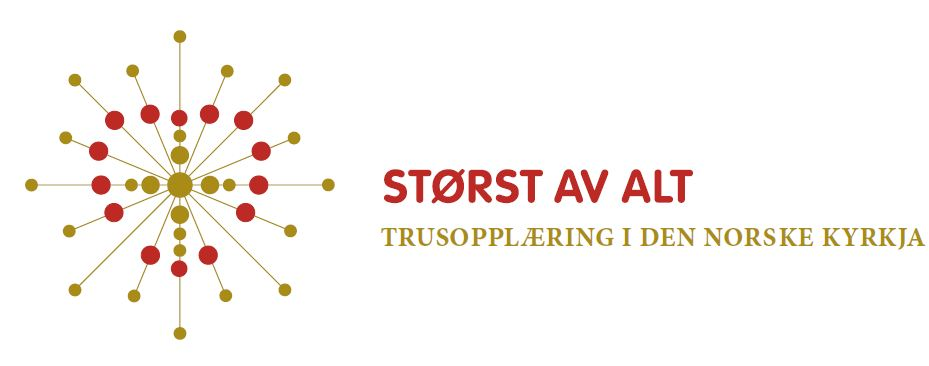 STØRST AV ALT
TRUSOPPLÆRING I DEN NORSKE KYRKJA